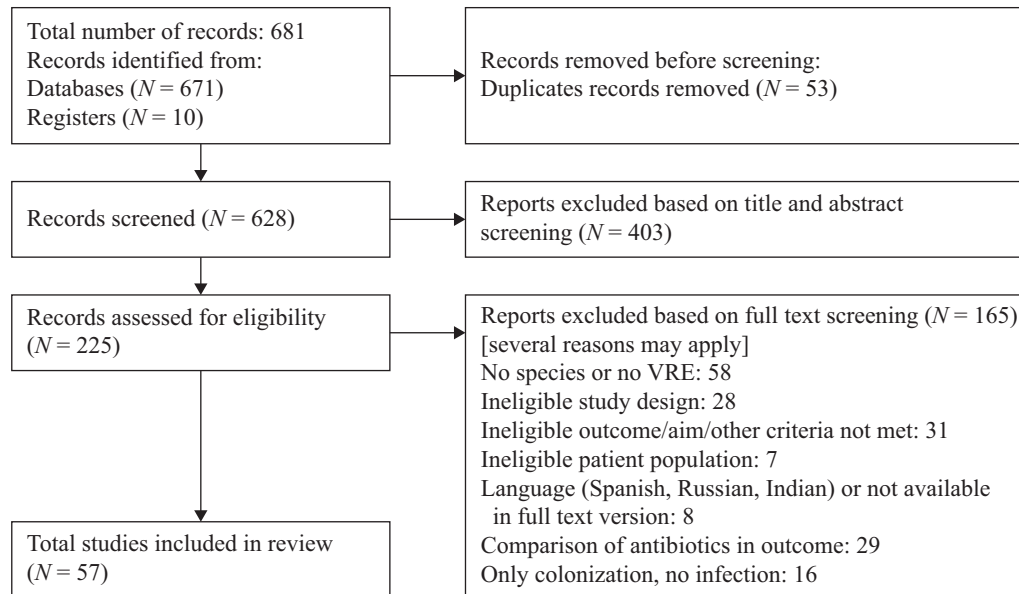 Total number of records: 681
Records identified from:
Databases (N = 671)
Registers (N = 10)
Records removed before screening:
Duplicates records removed (N = 53)
Records screened (N = 628)
Reports excluded based on title and abstract
screening (N = 403)
Records assessed for eligibility
(N = 225)
Reports excluded based on full text screening (N = 165)
[several reasons may apply]
No species or no VRE: 58
Ineligible study design: 28
Ineligible outcome/aim/other criteria not met: 31
Ineligible patient population: 7
Language (Spanish, Russian, Indian) or not available
in full text version: 8
Comparison of antibiotics in outcome: 29
Only colonization, no infection: 16
Total studies included in review
(N = 57)